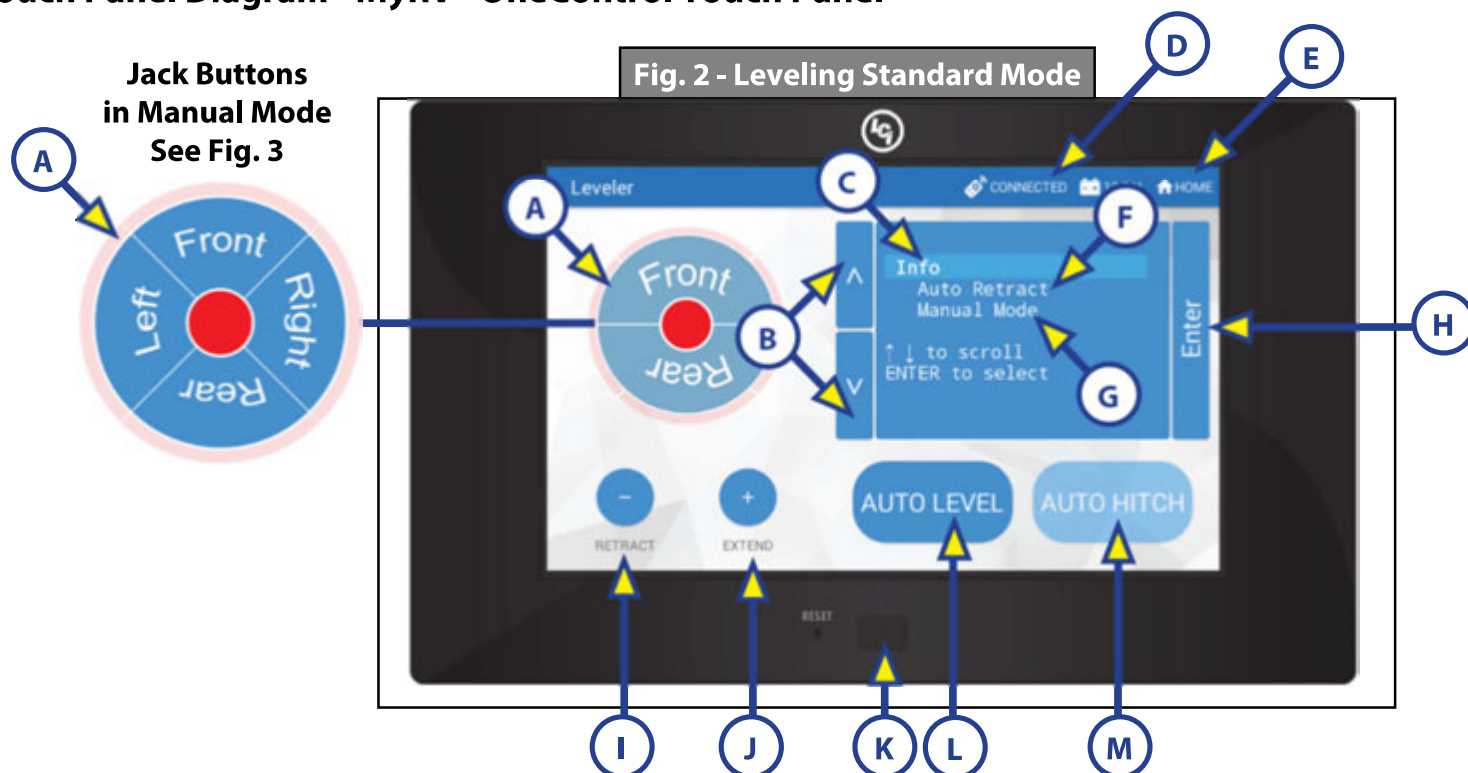 Jack Buttons
in Manual Mode
See Fig. 3
Fig. 2 - Leveling Standard Mode
D
E
A
LCI
Leveler
CONNECTED
HOME
C
A
F
Front
Left
Right
Rear
Front
Rear
B
^
v
Info
Auto Retract
Manual Mode
↑ ↓ to scroll
ENTER to select
Enter
H
G
-
+
RETRACT
EXTEND
AUTO LEVEL
AUTO HITCH
RESET
I
J
K
L
M